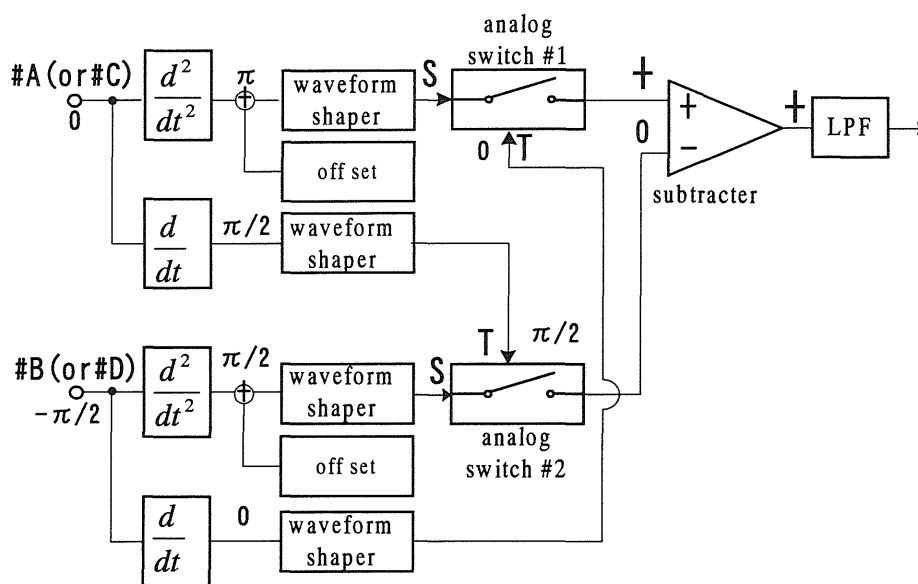 analog
switch #1
#A(or#C)
0
d²
dt²
π
+
waveform
shaper
S
0
T
off set
+
0
+
−
subtracter
+
LPF
d
dt
π/2
waveform
shaper
T
π/2
#B(or#D)
-π/2
d²
dt²
π/2
+
waveform
shaper
S
analog
switch #2
off set
d
dt
0
waveform
shaper